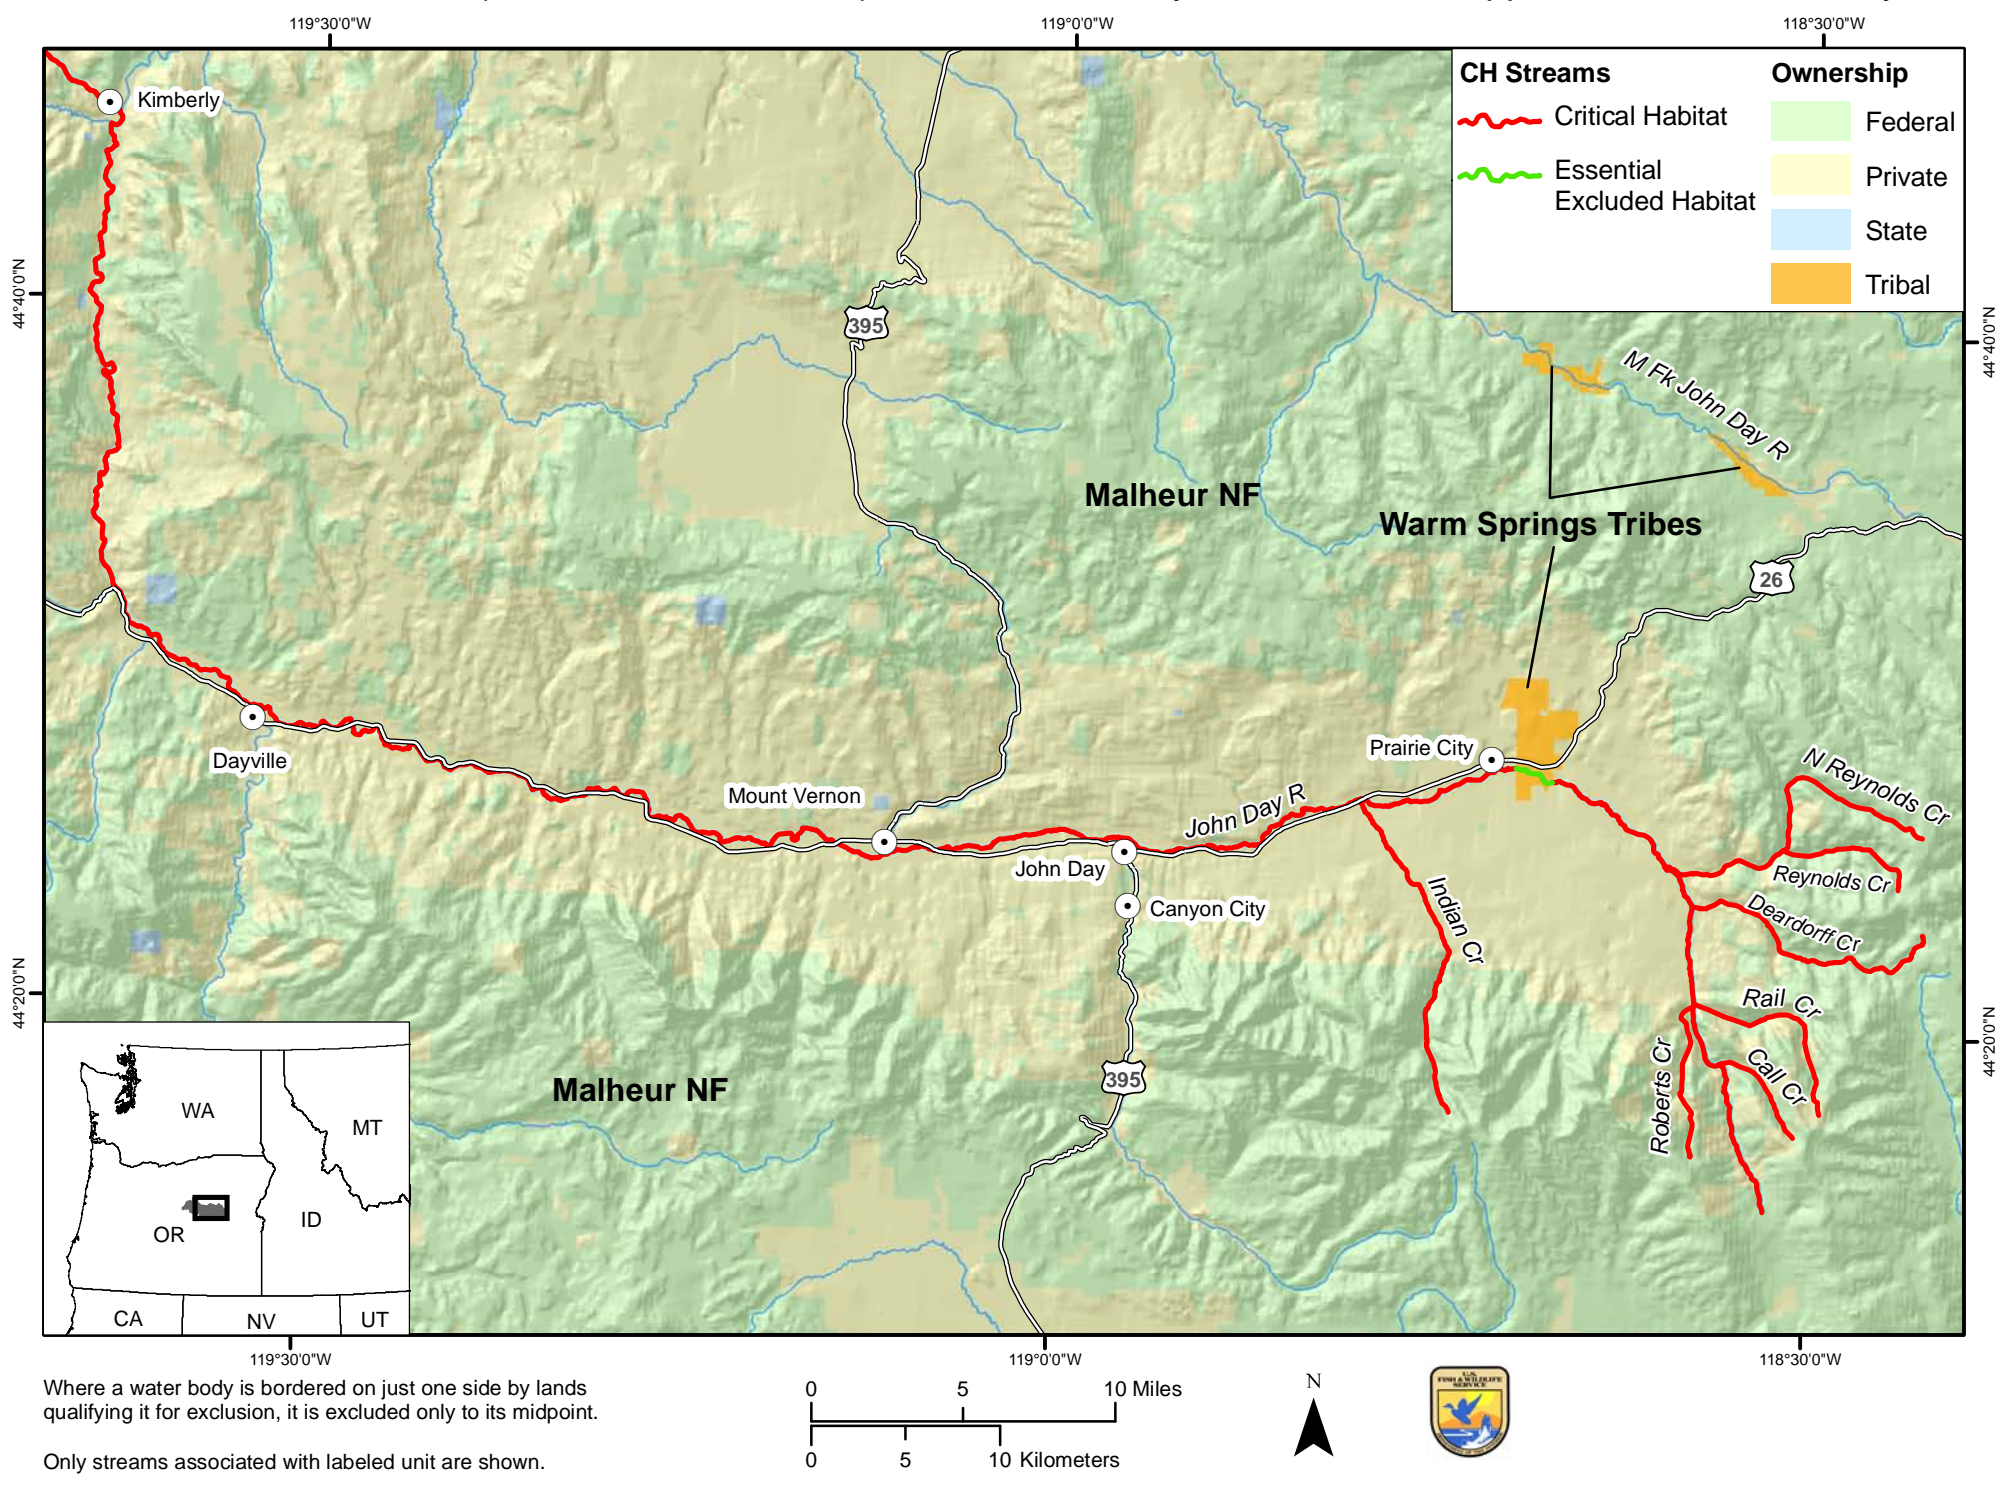 119°30'0"W
119°0'0"W
118°30'0"W
CH Streams
Critical Habitat
Essential
Excluded Habitat
Ownership
Federal
Private
State
Tribal
Kimberly
44°40'0"N
44°40'0"N
395
M Fk John Day R
Malheur NF
Warm Springs Tribes
26
Dayville
Mount Vernon
Prairie City
John Day R
John Day
Canyon City
N Reynolds Cr
Reynolds Cr
Deardorff Cr
Indian Cr
Rail Cr
Call Cr
Roberts Cr
44°20'0"N
44°20'0"N
395
Malheur NF
WA
MT
OR
ID
CA
NV
UT
119°30'0"W
119°0'0"W
118°30'0"W
Where a water body is bordered on just one side by lands
qualifying it for exclusion, it is excluded only to its midpoint.
Only streams associated with labeled unit are shown.
0 5 10 Miles
0 5 10 Kilometers
N
U.S.
FISH & WILDLIFE
SERVICE